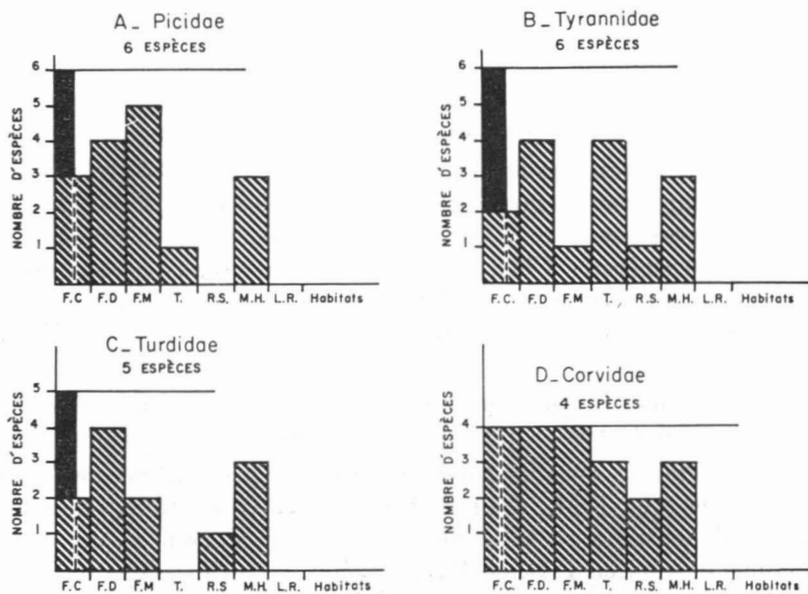 A_ Picidae
6 ESPÈCES
NOMBRE D'ESPÈCES
6
5
4
3
2
1
F.C F.D F.M T. R.S. M.H. L.R. Habitats
B_Tyrannidae
6 ESPÈCES
NOMBRE D'ESPÈCES
6
5
4
3
2
1
F.C. F.D F.M T. R.S. M.H. L.R. Habitats
C_Turdidae
5 ESPÈCES
NOMBRE D'ESPÈCES
5
4
3
2
1
F.C F.D F.M T. R.S M.H. L.R. Habitats
D_Corvidae
4 ESPÈCES
NOMBRE D'ESPÈCES
4
3
2
1
F.C. F.D. F.M. T. R.S. M.H. L.R. Habitats